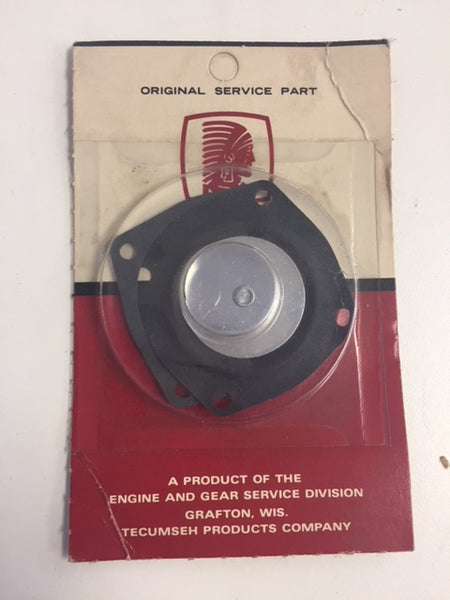 ORIGINAL SERVICE PART
A PRODUCT OF THE
ENGINE AND GEAR SERVICE DIVISION
GRAFTON, WIS.
TECUMSEH PRODUCTS COMPANY